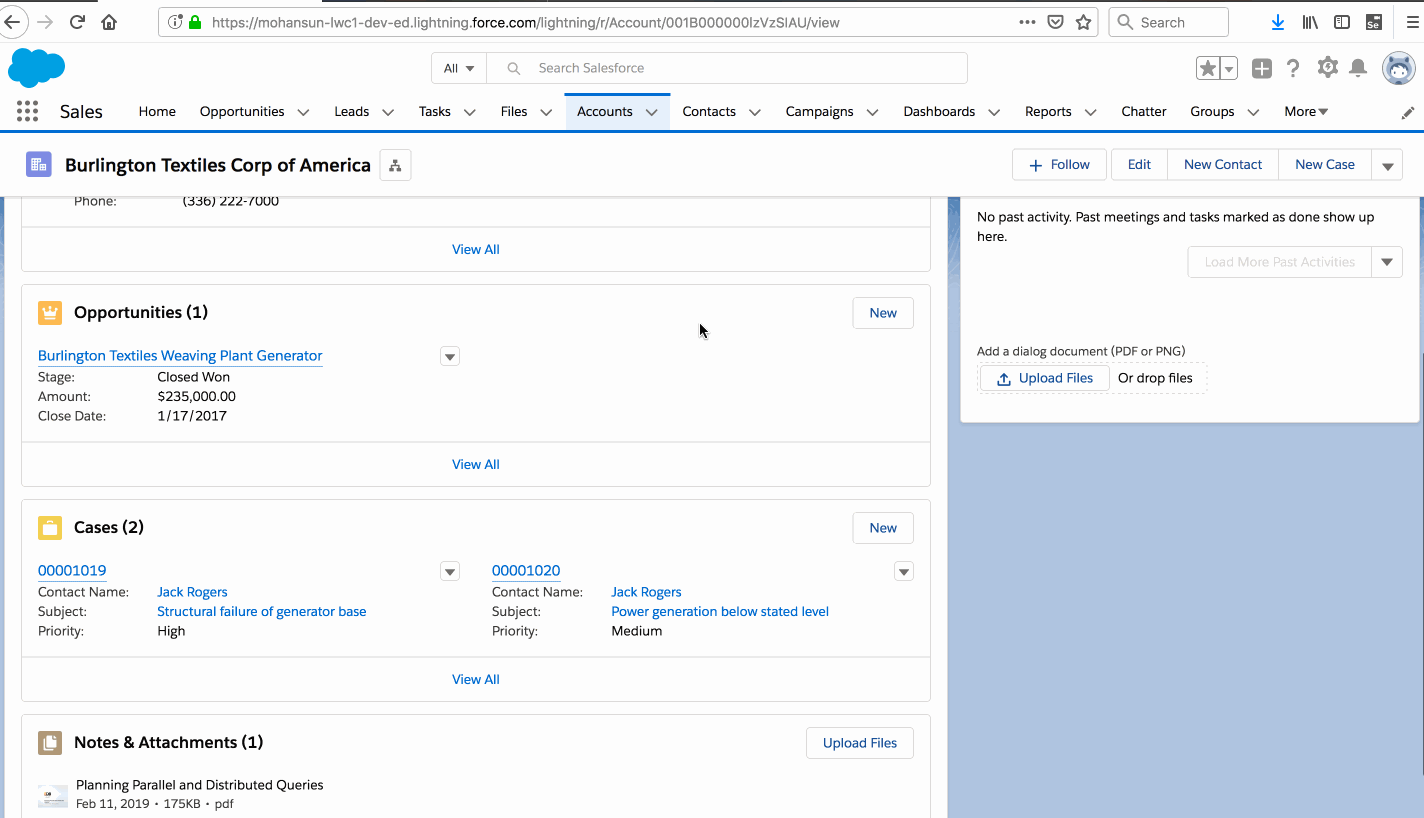 https://mohansun-lwc1-dev-ed.lightning.force.com/lightning/r/Account/001B000000IzVzSIAU/view
Search
All
Search Salesforce
Sales
Home
Opportunities
Leads
Tasks
Files
Accounts
Contacts
Campaigns
Dashboards
Reports
Chatter
Groups
More
Burlington Textiles Corp of America
Follow
Edit
New Contact
New Case
Phone: (336) 222-7000
View All
Opportunities (1)
New
Burlington Textiles Weaving Plant Generator
Stage: Closed Won
Amount: $235,000.00
Close Date: 1/17/2017
View All
Cases (2)
New
00001019
Contact Name: Jack Rogers
Subject: Structural failure of generator base
Priority: High
00001020
Contact Name: Jack Rogers
Subject: Power generation below stated level
Priority: Medium
View All
Notes & Attachments (1)
Upload Files
Planning Parallel and Distributed Queries
Feb 11, 2019 • 175KB • pdf
No past activity. Past meetings and tasks marked as done show up
here.
Load More Past Activities
Add a dialog document (PDF or PNG)
Upload Files
Or drop files